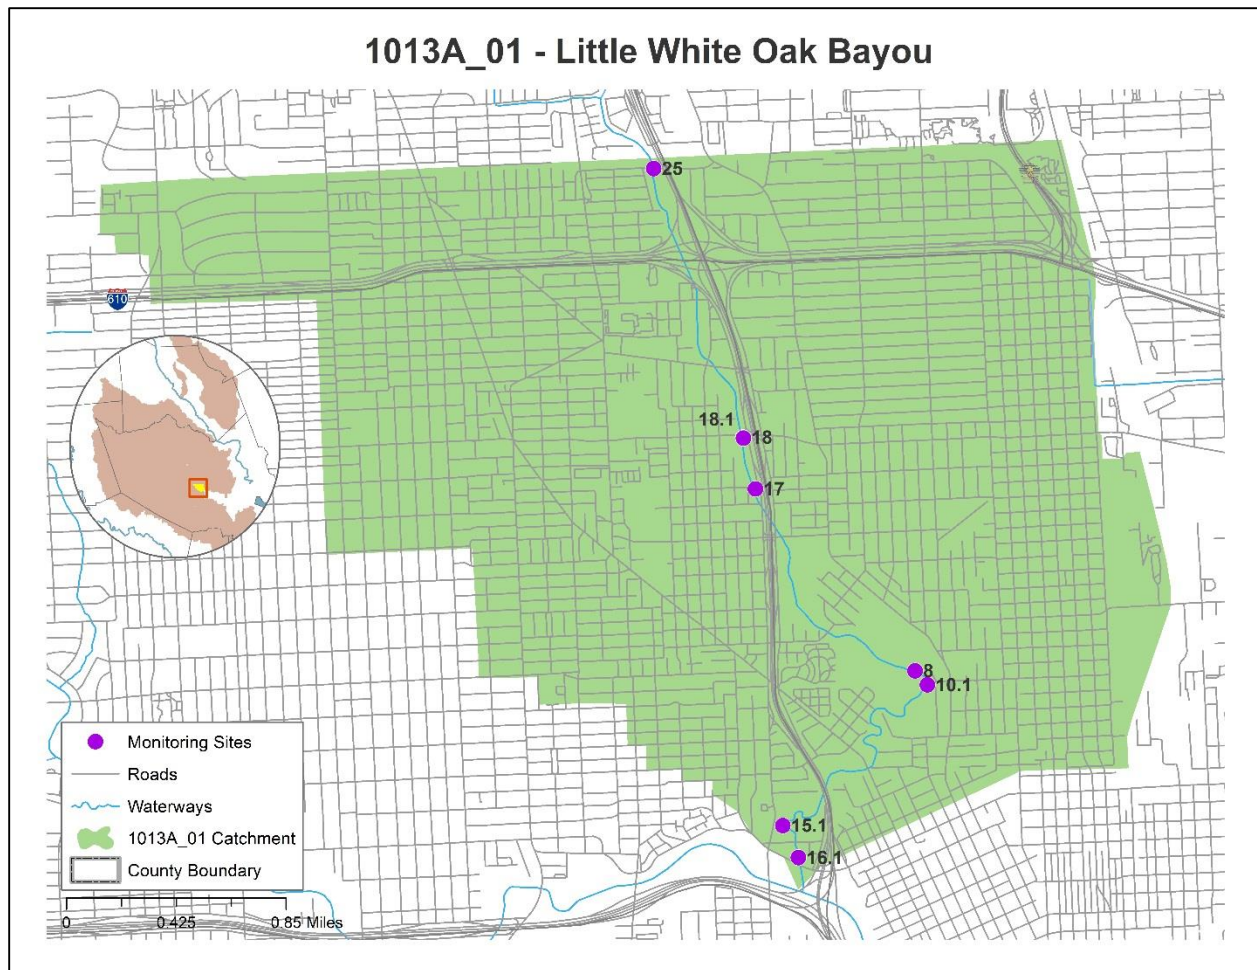 1013A_01 - Little White Oak Bayou
25
610
18.1
18
17
8
10.1
15.1
16.1
Monitoring Sites
Roads
Waterways
1013A_01 Catchment
County Boundary
0 0.425 0.85 Miles